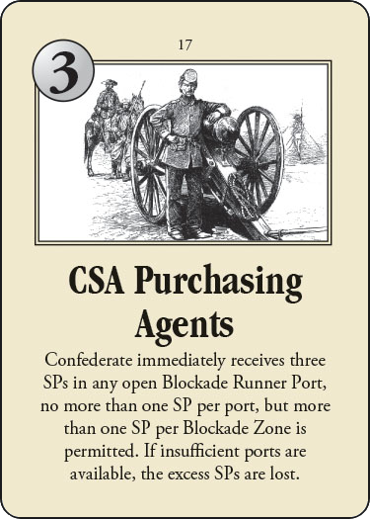 17
3
CSA Purchasing
Agents
Confederate immediately receives three
SPs in any open Blockade Runner Port,
no more than one SP per port, but more
than one SP per Blockade Zone is
permitted. If insufficient ports are
available, the excess SPs are lost.